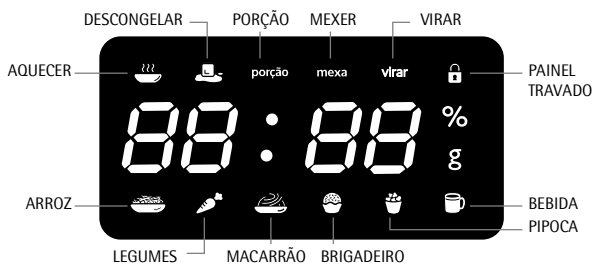 DESCONGELAR PORÇÃO MEXER VIRAR
AQUECER porção mexa virar PAINEL
TRAVADO
88:88 %
g
ARROZ BEBIDA
PIPOCA
LEGUMES MACARRÃO BRIGADEIRO